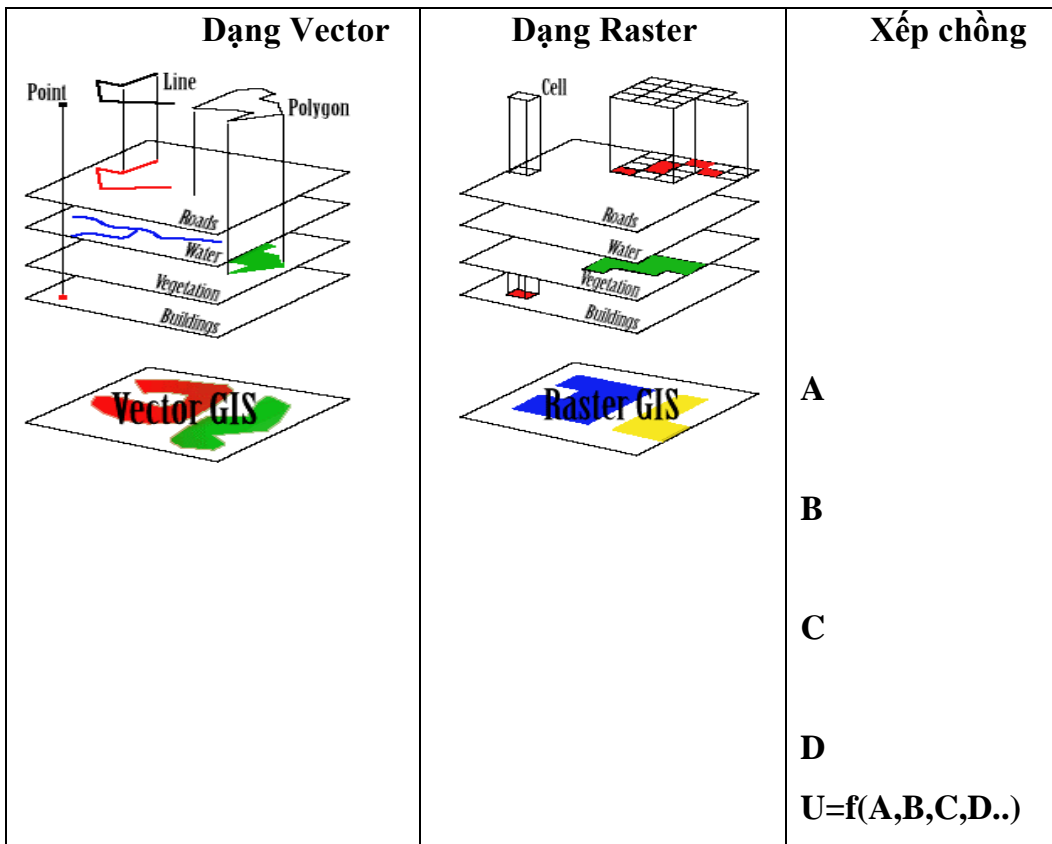 Dạng Vector
Point
Line
Polygon
Roads
Water
Vegetation
Buildings
Vector GIS
Dạng Raster
Cell
Roads
Water
Vegetation
Buildings
Raster GIS
Xếp chồng
A
B
C
D
U=f(A,B,C,D..)